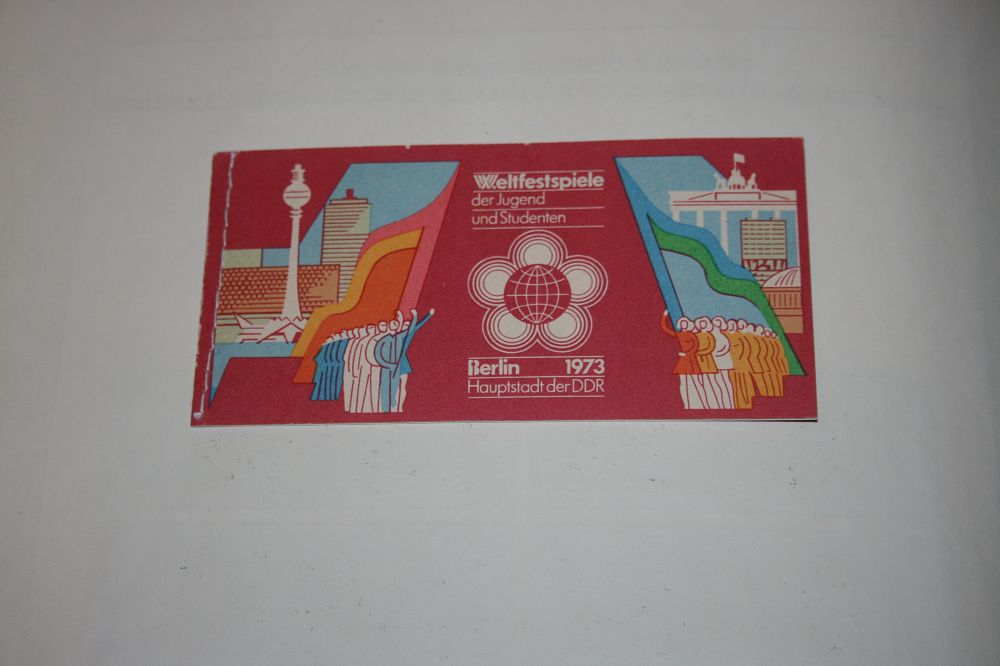 Weltfestspiele
der Jugend
und Studenten
Berlin 1973
Hauptstadt der DDR